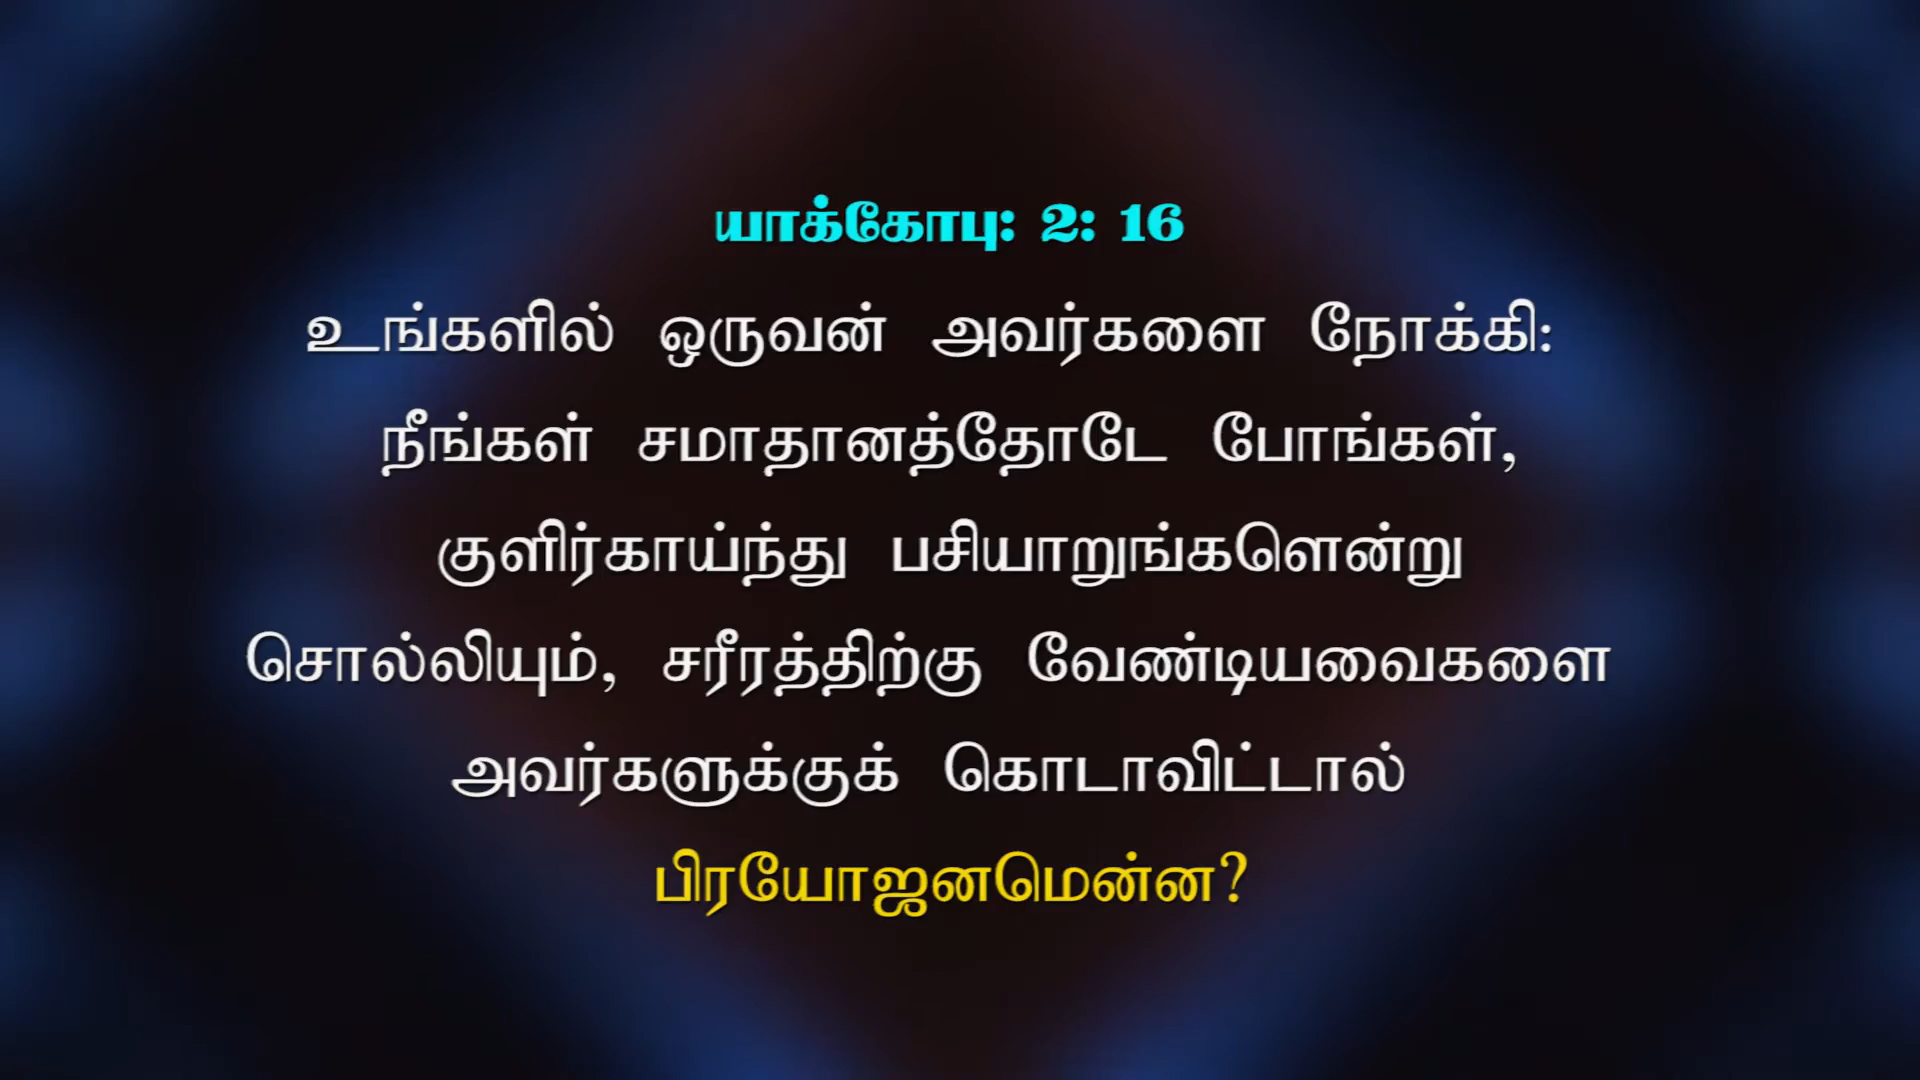 யாக்கோபு: 2: 16
உங்களில் ஒருவன் அவர்களை நோக்கி:
நீங்கள் சமாதானத்தோடே போங்கள்,
குளிர்காய்ந்து பசியாறுங்களென்று
சொல்லியும், சரீரத்திற்கு வேண்டியவைகளை
அவர்களுக்குக் கொடாவிட்டால்
பிரயோஜனமென்ன?